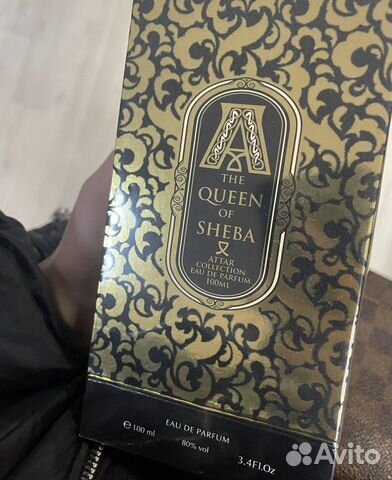 A
THE
QUEEN
OF
SHEBA
ATTAR
COLLECTION
EAU DE PARFUM
100ML
EAU DE PARFUM
e 100 ml
80% vol
3.4Fl.Oz
Avito